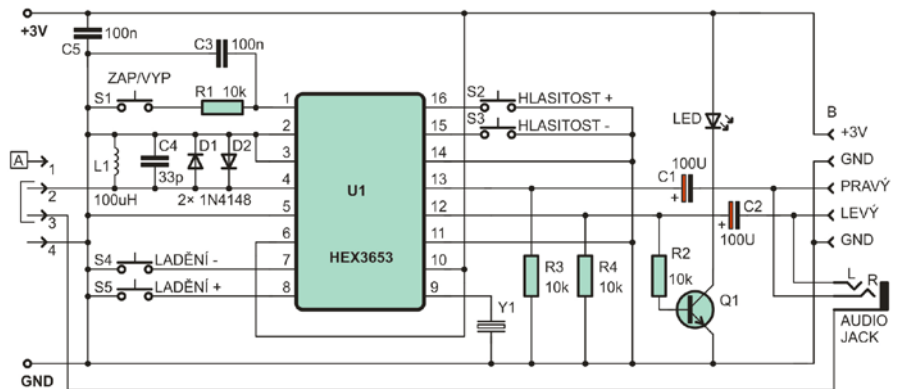 +3V
100n
C5
C3
100n
ZAP/VYP
S1
R1 10k
1
2
3
4
5
6
7
8
16
15
14
13
12
11
10
9
U1
HEX3653
S2
HLASITOST +
S3
HLASITOST -
A
1
2
3
4
L1
100uH
C4
33p
D1
D2
2× 1N4148
S4
LADĚNÍ -
S5
LADĚNÍ +
Y1
R3
10k
R4
10k
R2
10k
Q1
LED
100U
C1
+
C2
+
100U
B
+3V
GND
PRAVÝ
LEVÝ
GND
L
R
AUDIO
JACK
GND